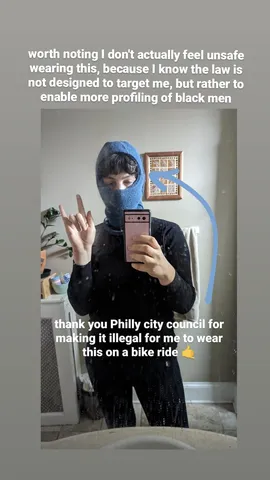 worth noting I don't actually feel unsafe
wearing this, because I know the law is
not designed to target me, but rather to
enable more profiling of black men
thank you Philly city council for
making it illegal for me to wear
this on a bike ride 🤙